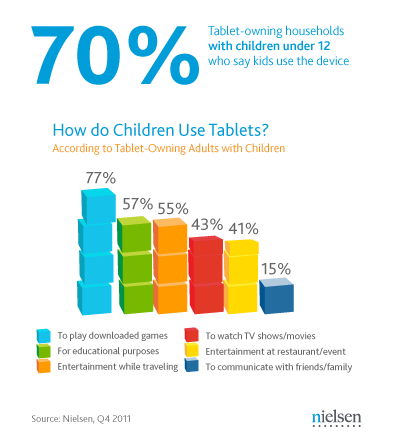 70%
Tablet-owning households
with children under 12
who say kids use the device
How do Children Use Tablets?
According to Tablet-Owning Adults with Children
77%
57%
55%
43%
41%
15%
To play downloaded games
For educational purposes
Entertainment while traveling
To watch TV shows/movies
Entertainment at restaurant/event
To communicate with friends/family
Source: Nielsen, Q4 2011
nielsen